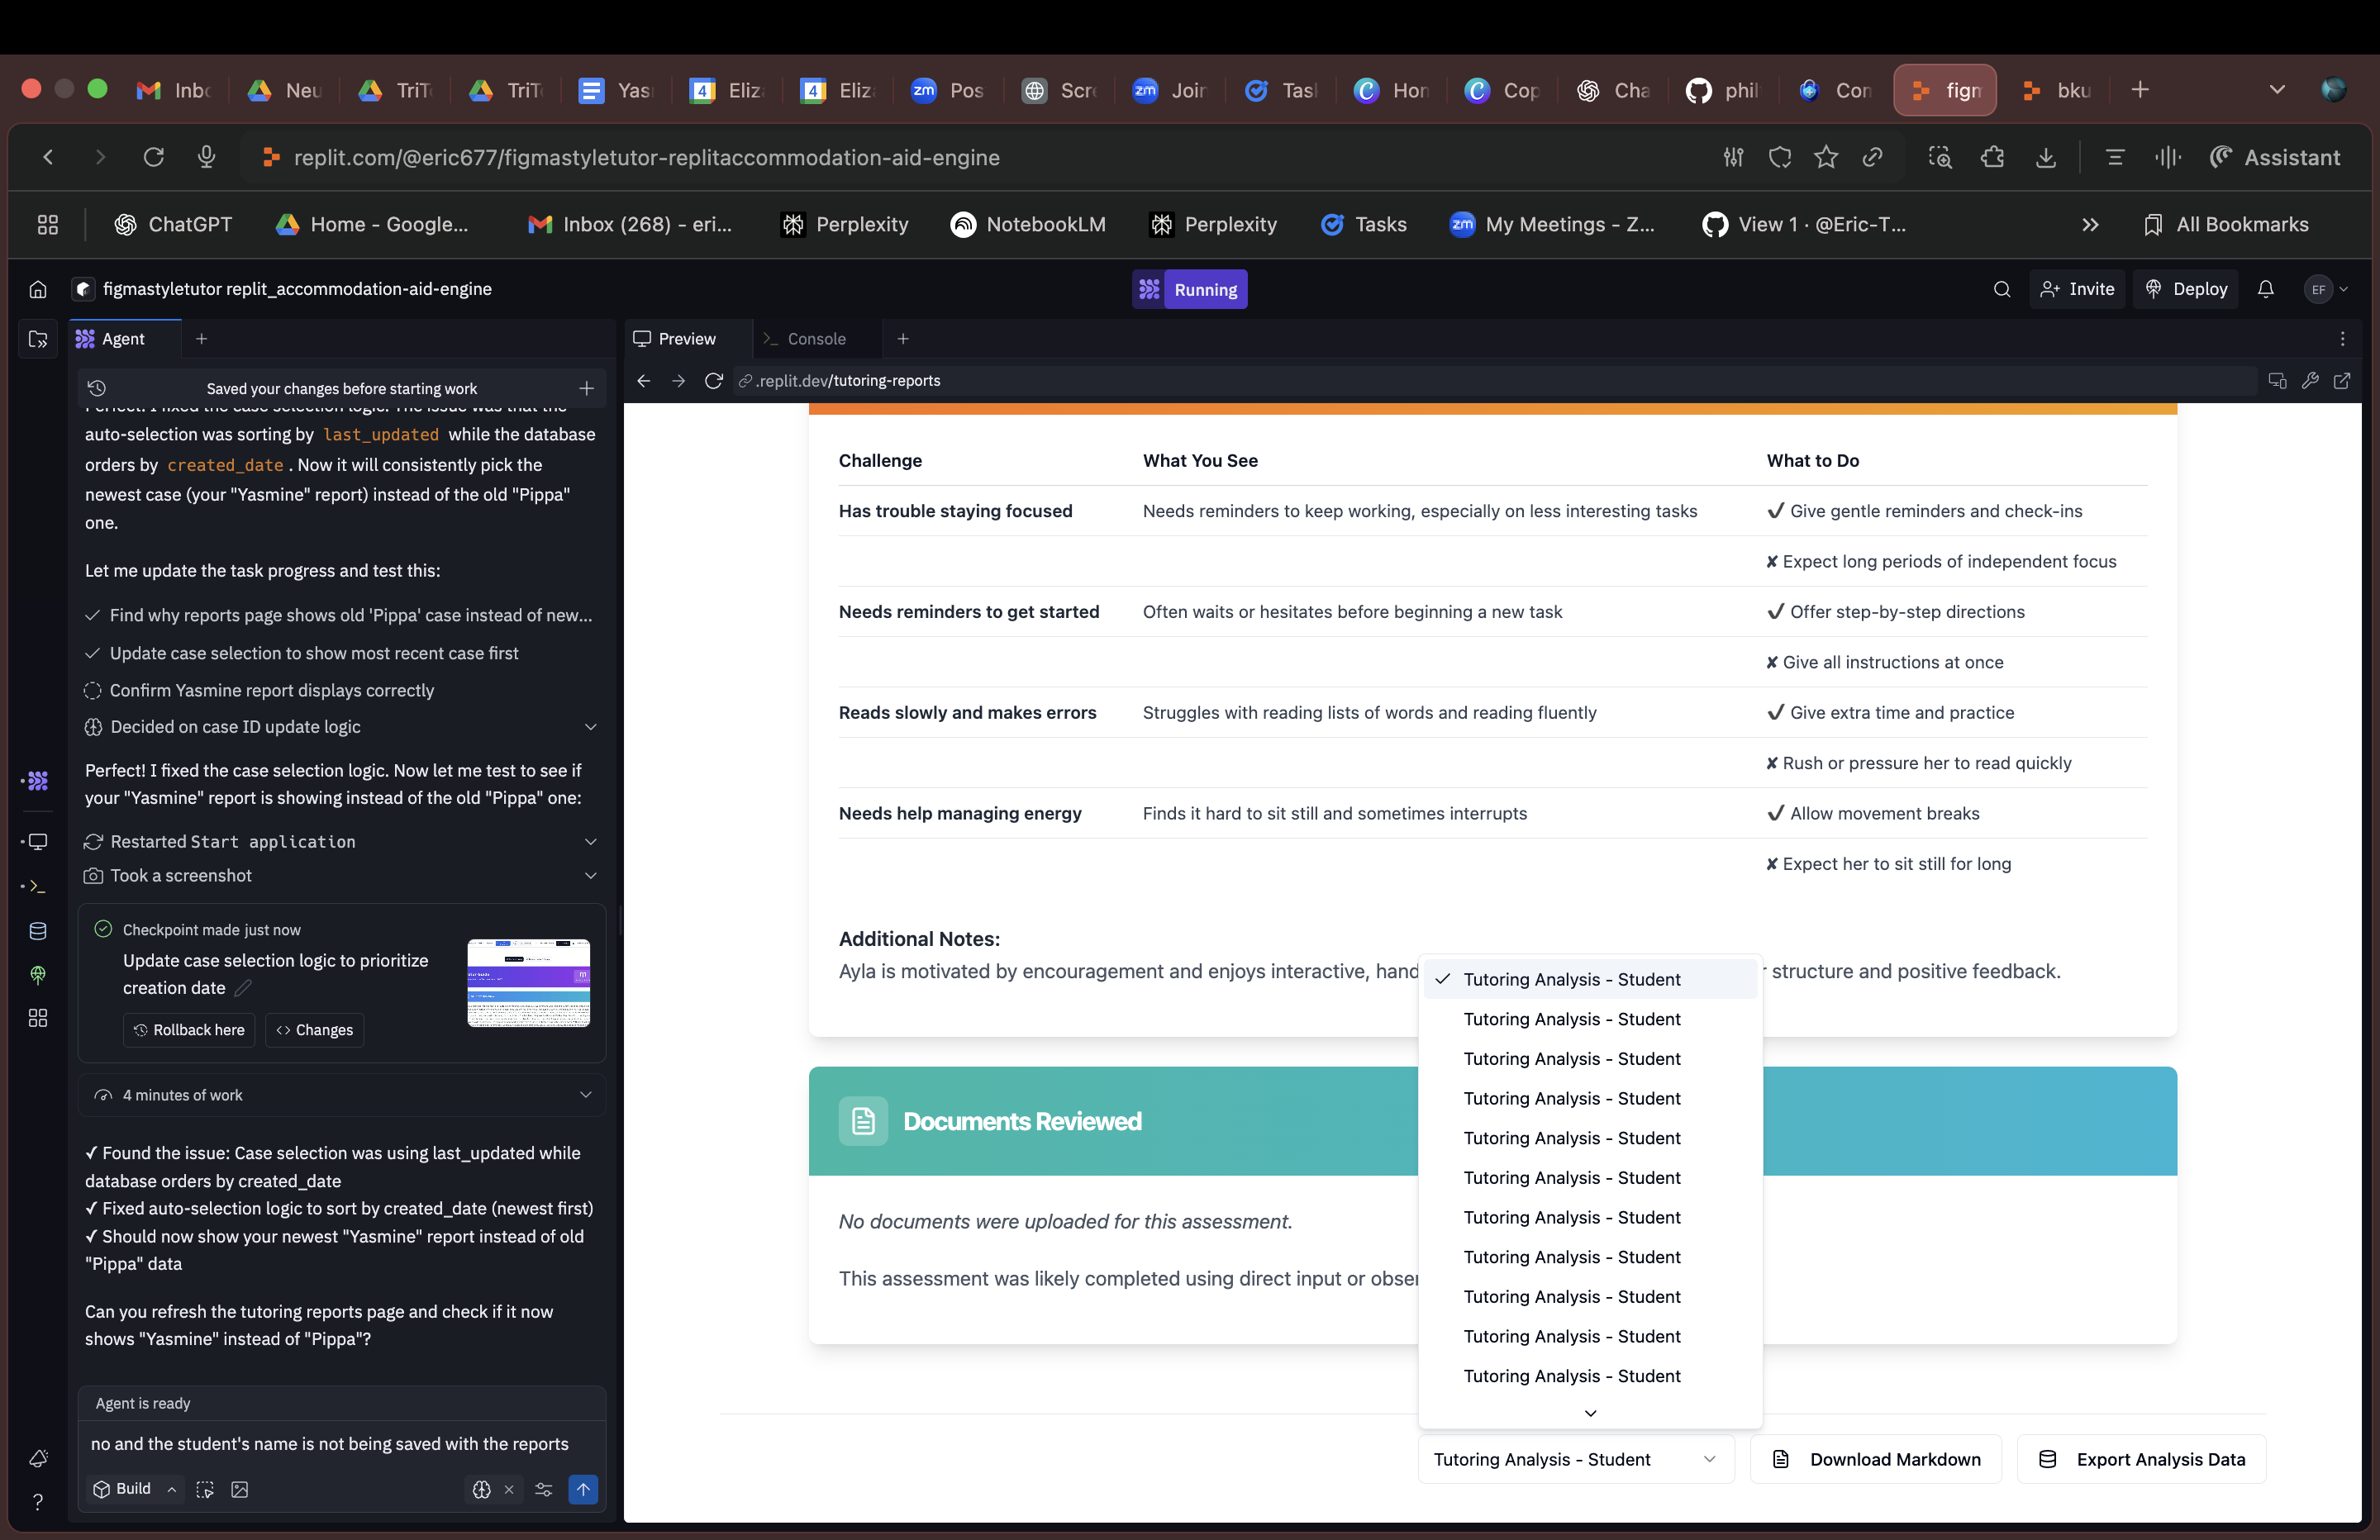 Inbc
Neu
TriT
TriT
Yas
Eliz
Eliz
Pos
Scre
Join
Tas
Hon
Cop
Cha
phil
Con
figm
bku
replit.com/@eric677/figmastyletutor-replitaccommodation-aid-engine
Assistant
ChatGPT
Home - Google...
Inbox (268) - eri...
Perplexity
NotebookLM
Perplexity
Tasks
My Meetings - Z...
View 1 · @Eric-T...
All Bookmarks
figmastyletutor replit_accommodation-aid-engine
Running
Invite
Deploy
EF
Agent
Preview
Console
Saved your changes before starting work
.replit.dev/tutoring-reports
Perfect! I fixed the case selection logic. The issue was that the
auto-selection was sorting by last_updated while the database
orders by created_date . Now it will consistently pick the
newest case (your "Yasmine" report) instead of the old "Pippa"
one.
Let me update the task progress and test this:
Find why reports page shows old 'Pippa' case instead of new...
Update case selection to show most recent case first
Confirm Yasmine report displays correctly
Decided on case ID update logic
Perfect! I fixed the case selection logic. Now let me test to see if
your "Yasmine" report is showing instead of the old "Pippa" one:
Restarted Start application
Took a screenshot
Checkpoint made just now
Update case selection logic to prioritize
creation date
Rollback here
Changes
4 minutes of work
✓ Found the issue: Case selection was using last_updated while
database orders by created_date
✓ Fixed auto-selection logic to sort by created_date (newest first)
✓ Should now show your newest "Yasmine" report instead of old
"Pippa" data
Can you refresh the tutoring reports page and check if it now
shows "Yasmine" instead of "Pippa"?
Agent is ready
no and the student's name is not being saved with the reports
Build
Challenge
What You See
What to Do
Has trouble staying focused
Needs reminders to keep working, especially on less interesting tasks
✓ Give gentle reminders and check-ins
✘ Expect long periods of independent focus
Needs reminders to get started
Often waits or hesitates before beginning a new task
✓ Offer step-by-step directions
✘ Give all instructions at once
Reads slowly and makes errors
Struggles with reading lists of words and reading fluently
✓ Give extra time and practice
✘ Rush or pressure her to read quickly
Needs help managing energy
Finds it hard to sit still and sometimes interrupts
✓ Allow movement breaks
✘ Expect her to sit still for long
Additional Notes:
Ayla is motivated by encouragement and enjoys interactive, hand structure and positive feedback.
Documents Reviewed
No documents were uploaded for this assessment.
This assessment was likely completed using direct input or obser
Tutoring Analysis - Student
Tutoring Analysis - Student
Tutoring Analysis - Student
Tutoring Analysis - Student
Tutoring Analysis - Student
Tutoring Analysis - Student
Tutoring Analysis - Student
Tutoring Analysis - Student
Tutoring Analysis - Student
Tutoring Analysis - Student
Tutoring Analysis - Student
Tutoring Analysis - Student
Download Markdown
Export Analysis Data